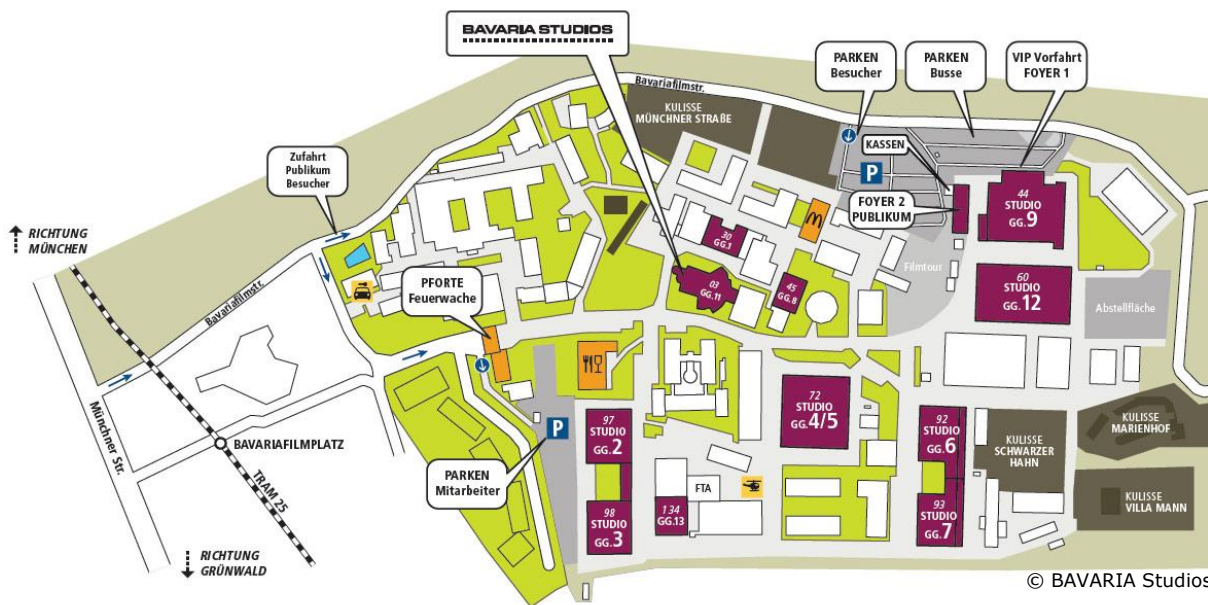 BAVARIA STUDIOS
PARKEN
Besucher
PARKEN
Busse
VIP Vorfahrt
FOYER 1
Bavariafilmstr.
KULISSE
MÜNCHNER STRAßE
KASSEN
P
Zufahrt
Publikum
Besucher
FOYER 2
PUBLIKUM
44
STUDIO
GG.9
RICHTUNG
MÜNCHEN
30
GG.1
Filmtour
PFORTE
Feuerwache
03
GG.11
45
GG.8
60
STUDIO
GG.12
Abstellfläche
Bavariafilmstr.
Münchner Str.
BAVARIAFILMPLATZ
TRAM 25
P
97
STUDIO
GG.2
72
STUDIO
GG.4/5
92
STUDIO
GG.6
KULISSE
SCHWARZER
HAHN
KULISSE
MARIENHOF
PARKEN
Mitarbeiter
FTA
98
STUDIO
GG.3
134
GG.13
93
STUDIO
GG.7
KULISSE
VILLA MANN
RICHTUNG
GRÜNWALD
© BAVARIA Studios